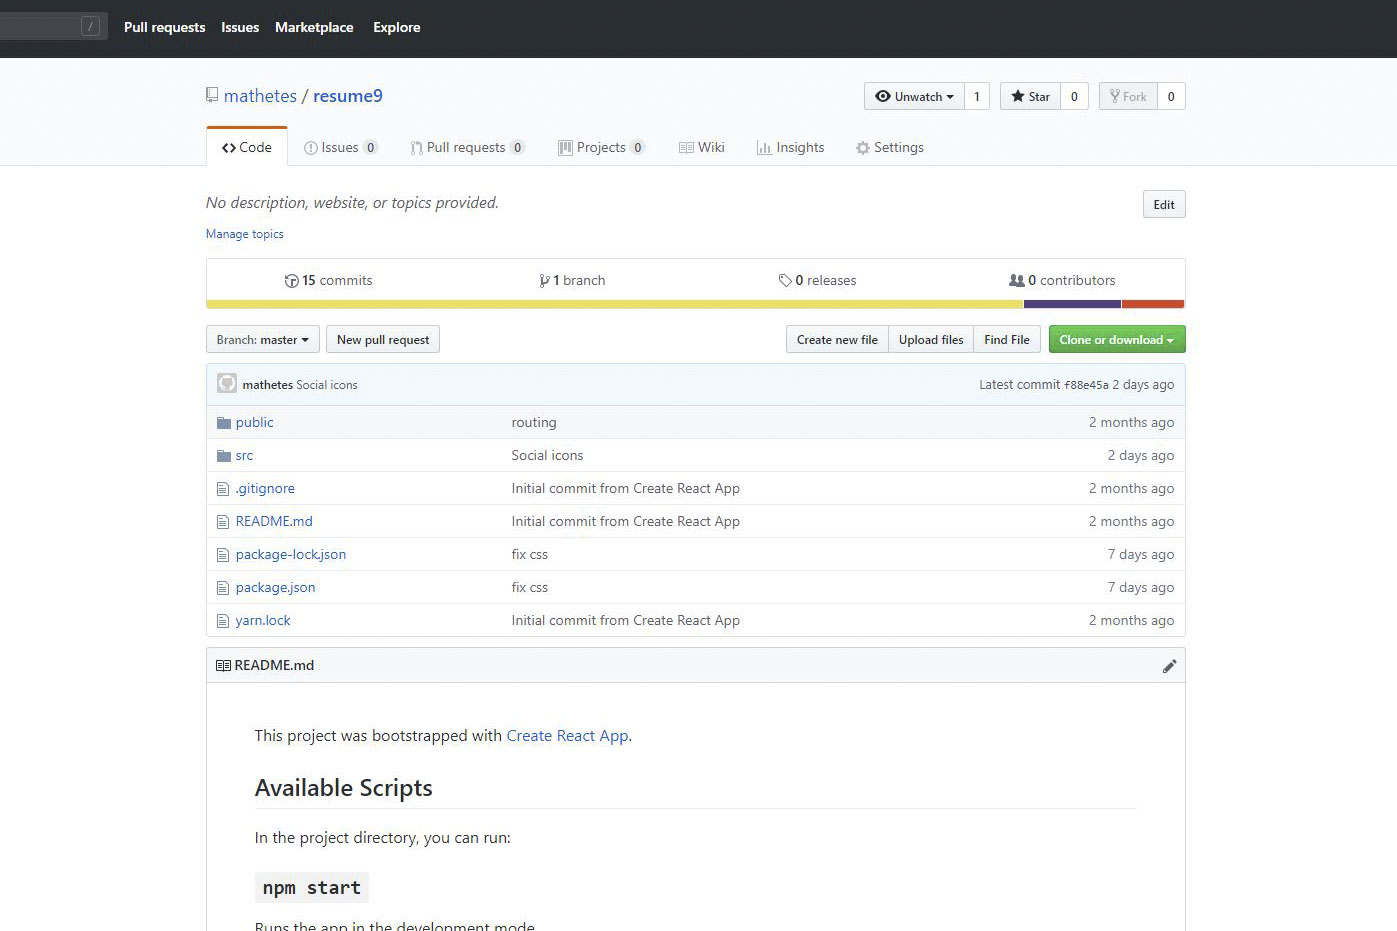 / Pull requests Issues Marketplace Explore
mathetes / resume9 Unwatch 1 Star 0 Fork 0
Code Issues 0 Pull requests 0 Projects 0 Wiki Insights Settings
No description, website, or topics provided. Edit
Manage topics
15 commits 1 branch 0 releases 0 contributors
Branch: master New pull request Create new file Upload files Find File Clone or download
mathetes Social icons Latest commit f88e45a 2 days ago
public routing 2 months ago
src Social icons 2 days ago
.gitignore Initial commit from Create React App 2 months ago
README.md Initial commit from Create React App 2 months ago
package-lock.json fix css 7 days ago
package.json fix css 7 days ago
yarn.lock Initial commit from Create React App 2 months ago
README.md
This project was bootstrapped with Create React App.
Available Scripts
In the project directory, you can run:
npm start
Runs the app in the development mode